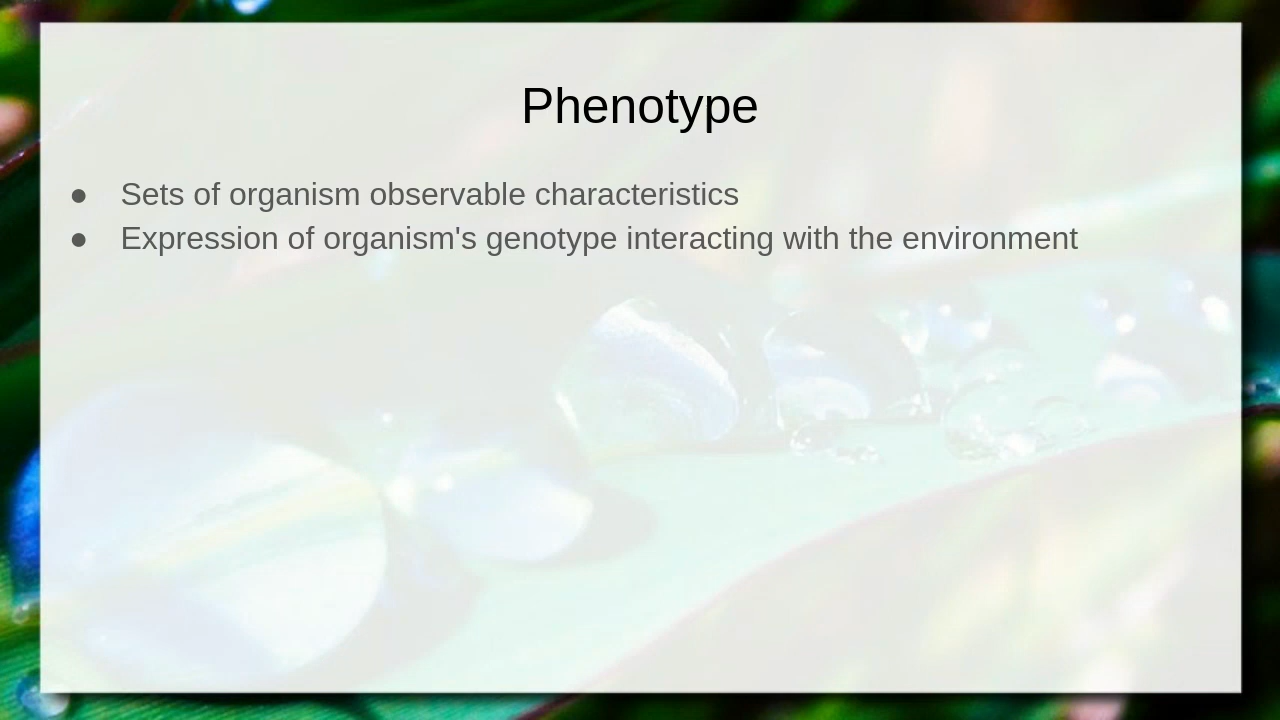 Phenotype
● Sets of organism observable characteristics
● Expression of organism's genotype interacting with the environment